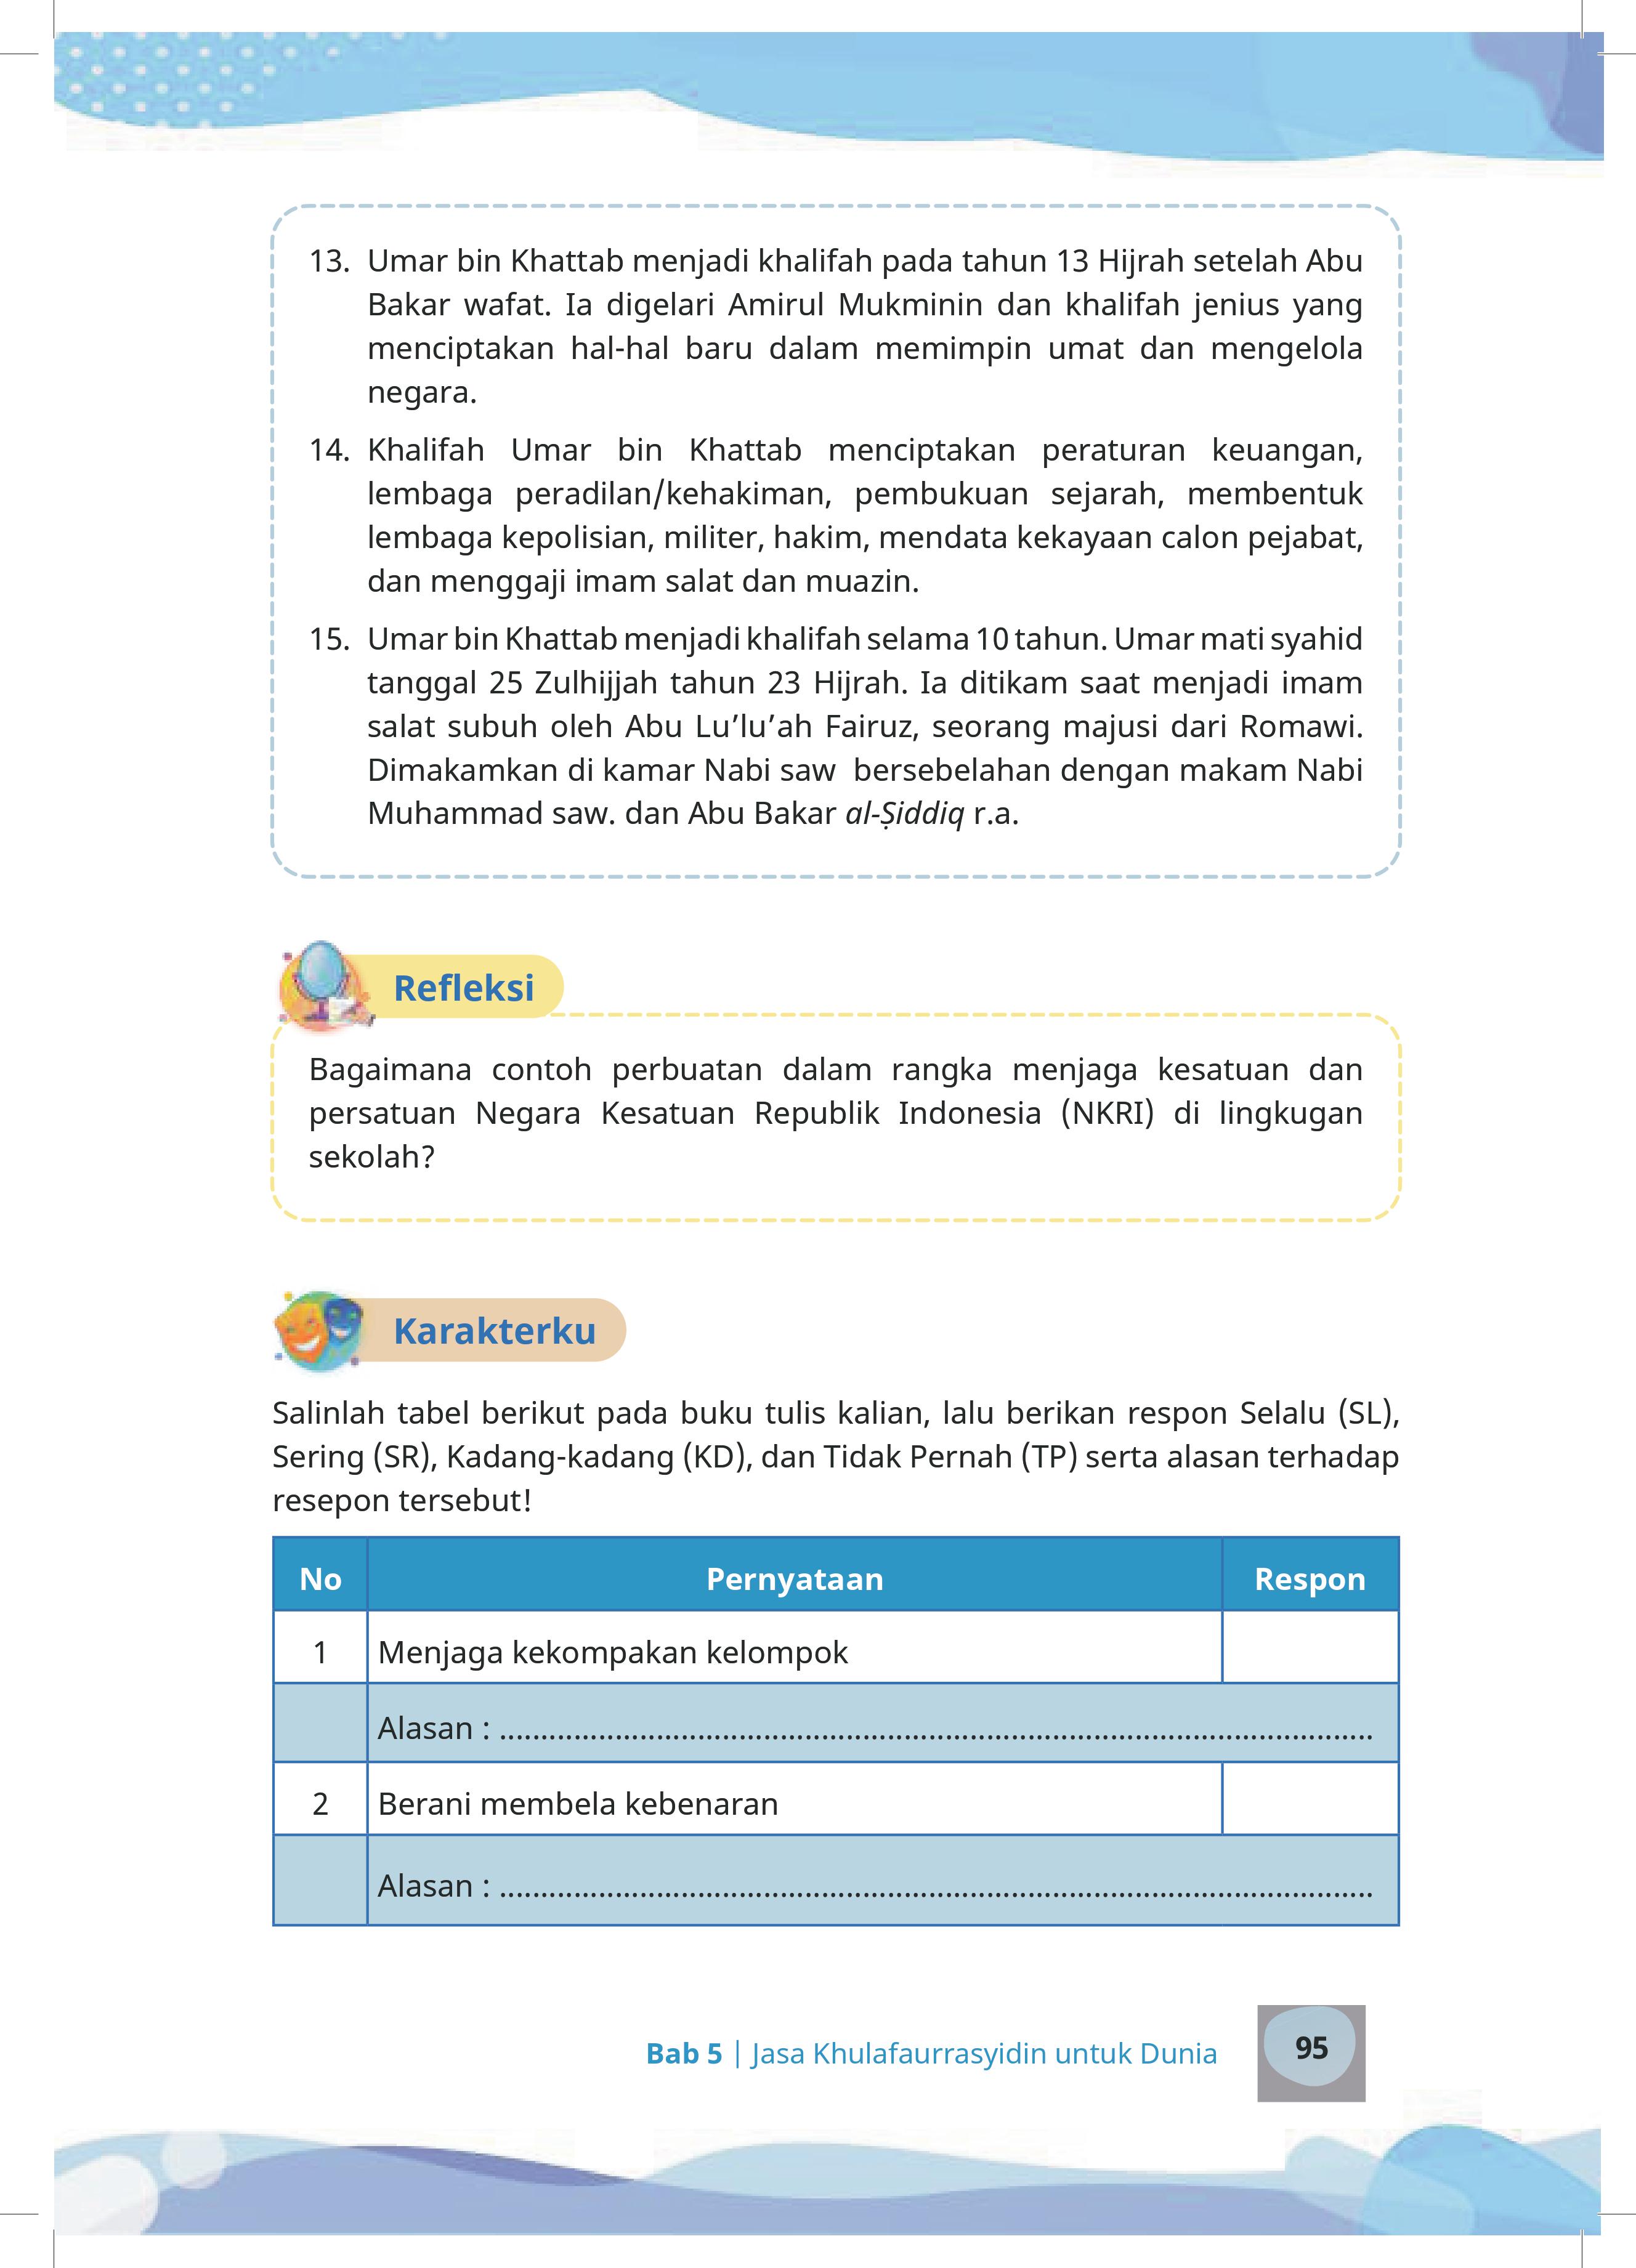 13. Umar bin Khattab menjadi khalifah pada tahun 13 Hijrah setelah Abu
Bakar wafat. Ia digelari Amirul Mukminin dan khalifah jenius yang
menciptakan hal-hal baru dalam memimpin umat dan mengelola
negara.
14. Khalifah Umar bin Khattab menciptakan peraturan keuangan,
lembaga peradilan/kehakiman, pembukuan sejarah, membentuk
lembaga kepolisian, militer, hakim, mendata kekayaan calon pejabat,
dan menggaji imam salat dan muazin.
15. Umar bin Khattab menjadi khalifah selama 10 tahun. Umar mati syahid
tanggal 25 Zulhijjah tahun 23 Hijrah. Ia ditikam saat menjadi imam
salat subuh oleh Abu Lu’lu’ah Fairuz, seorang majusi dari Romawi.
Dimakamkan di kamar Nabi saw  bersebelahan dengan makam Nabi
Muhammad saw. dan Abu Bakar al-Ṣiddiq r.a.
Refleksi
Bagaimana contoh perbuatan dalam rangka menjaga kesatuan dan
persatuan Negara Kesatuan Republik Indonesia (NKRI) di lingkugan
sekolah?
Karakterku
Salinlah tabel berikut pada buku tulis kalian, lalu berikan respon Selalu (SL),
Sering (SR), Kadang-kadang (KD), dan Tidak Pernah (TP) serta alasan terhadap
resepon tersebut!
No Pernyataan Respon
1 Menjaga kekompakan kelompok
Alasan : ..........................................................................................................
2 Berani membela kebenaran
Alasan : ..........................................................................................................
Bab 5 | Jasa Khulafaurrasyidin untuk Dunia 95